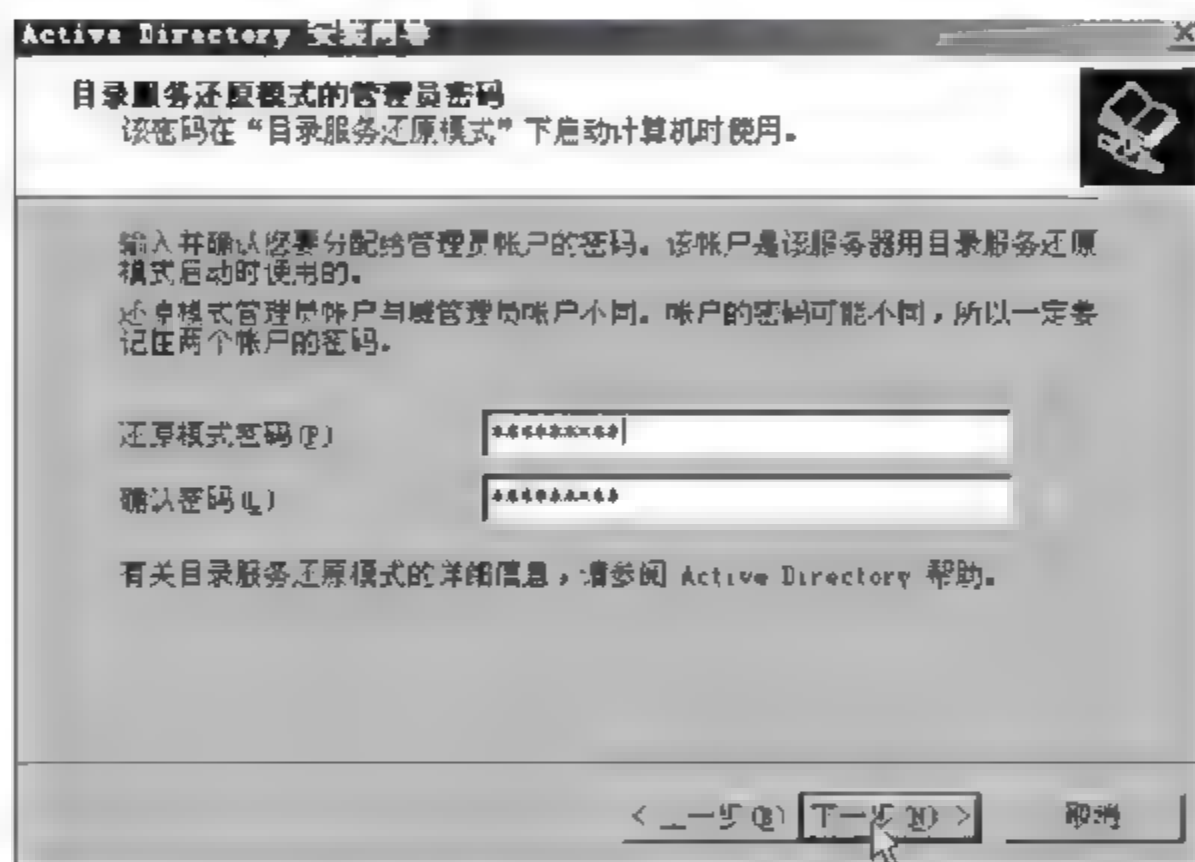 Active Directory 安装向导
目录服务还原模式的管理员密码
该密码在“目录服务还原模式”下启动计算机时使用。
输入并确认您要分配给管理员帐户的密码。该帐户是该服务器用目录服务还原
模式启动时使用的。
还原模式管理员帐户与域管理员帐户不同。帐户的密码可能不同，所以一定要
记住两个帐户的密码。
还原模式密码(P)
确认密码
有关目录服务还原模式的详细信息，请参阅 Active Directory 帮助。
< 上一步(B) 下一步(N) > 取消